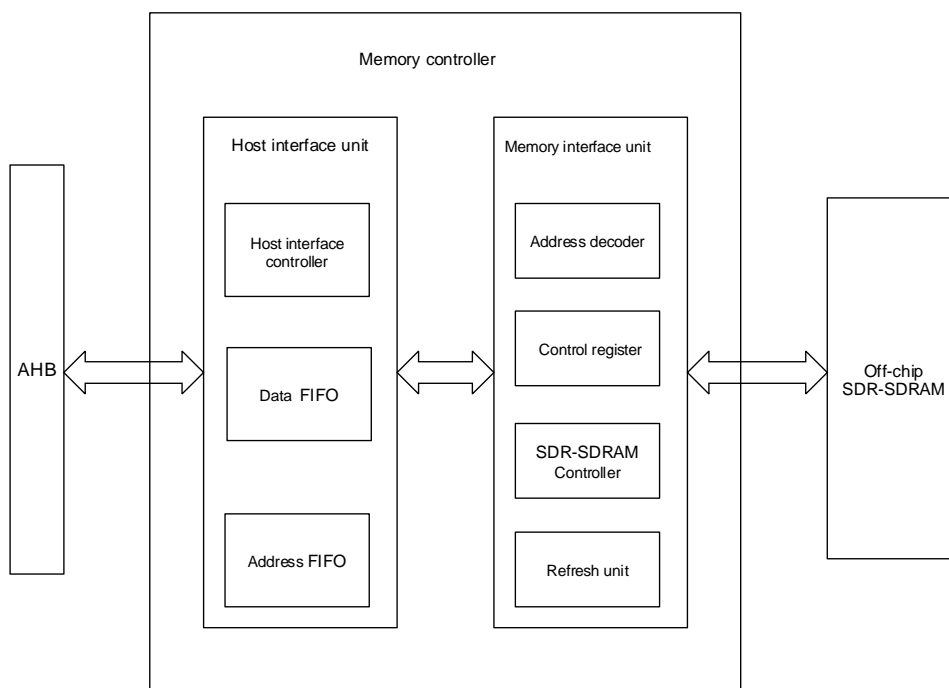 Memory controller
Host interface unit
Memory interface unit
Host interface
controller
Address decoder
AHB
Data FIFO
Control register
Off-chip
SDR-SDRAM
SDR-SDRAM
Controller
Address FIFO
Refresh unit